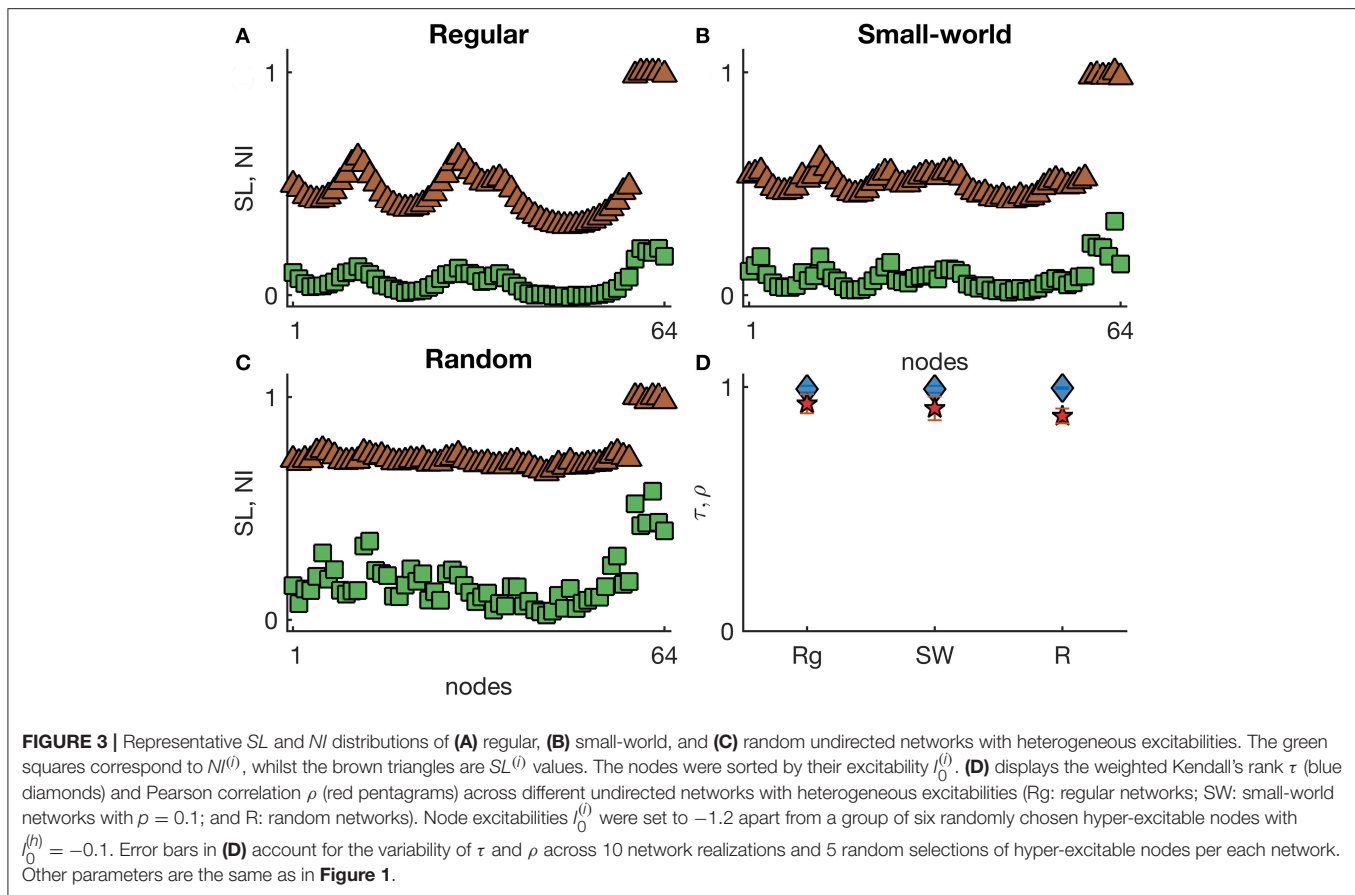 A
Regular
B
Small-world
1
SL, NI
0
1
64
1
0
1
64
nodes
C
Random
D
1
SL, NI
0
1
64
nodes
1
τ, ρ
0
Rg
SW
R
FIGURE 3 | Representative SL and NI distributions of (A) regular, (B) small-world, and (C) random undirected networks with heterogeneous excitabilities. The green
squares correspond to NI^(i), whilst the brown triangles are SL^(i) values. The nodes were sorted by their excitability I_0^(i). (D) displays the weighted Kendall's rank τ (blue
diamonds) and Pearson correlation ρ (red pentagrams) across different undirected networks with heterogeneous excitabilities (Rg: regular networks; SW: small-world
networks with p = 0.1; and R: random networks). Node excitabilities I_0^(i) were set to −1.2 apart from a group of six randomly chosen hyper-excitable nodes with
I_0^(h) = −0.1. Error bars in (D) account for the variability of τ and ρ across 10 network realizations and 5 random selections of hyper-excitable nodes per each network.
Other parameters are the same as in Figure 1.